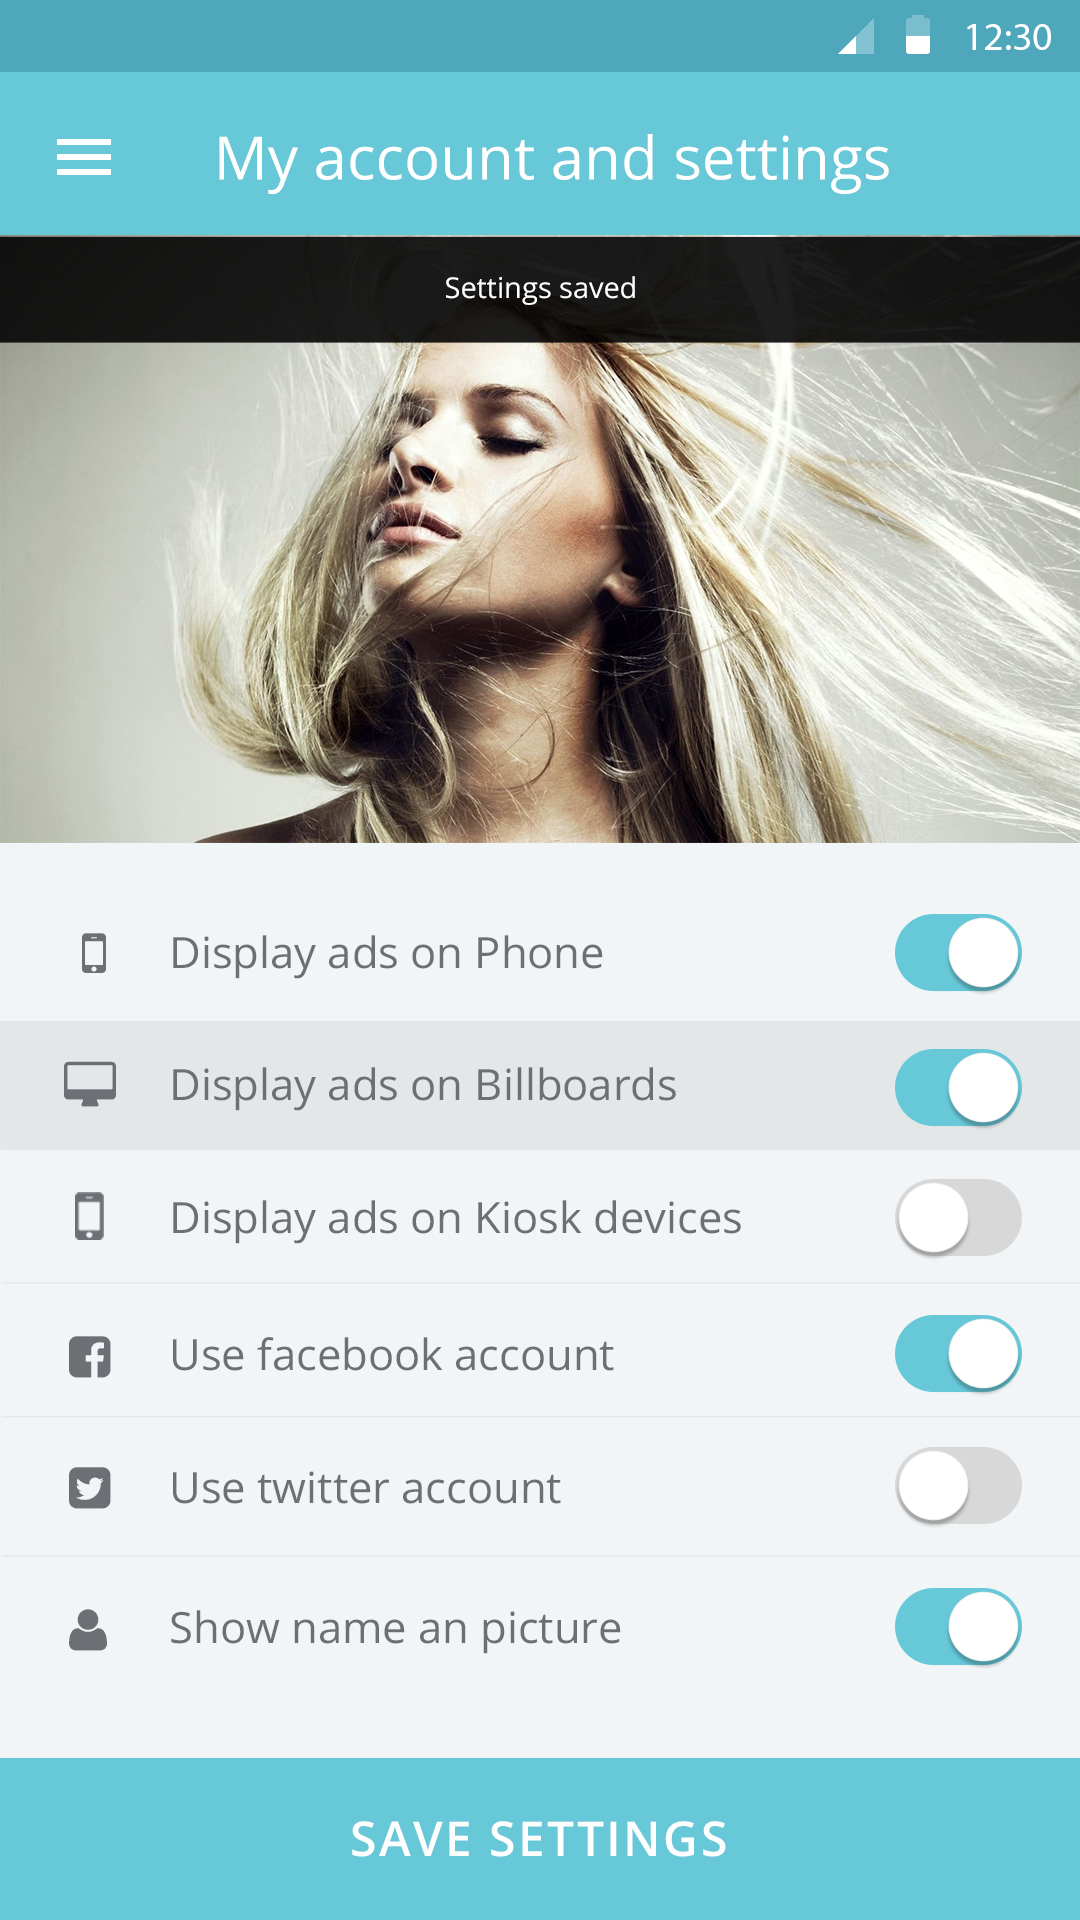 12:30
My account and settings
Settings saved
Display ads on Phone
Display ads on Billboards
Display ads on Kiosk devices
Use facebook account
Use twitter account
Show name an picture
SAVE SETTINGS